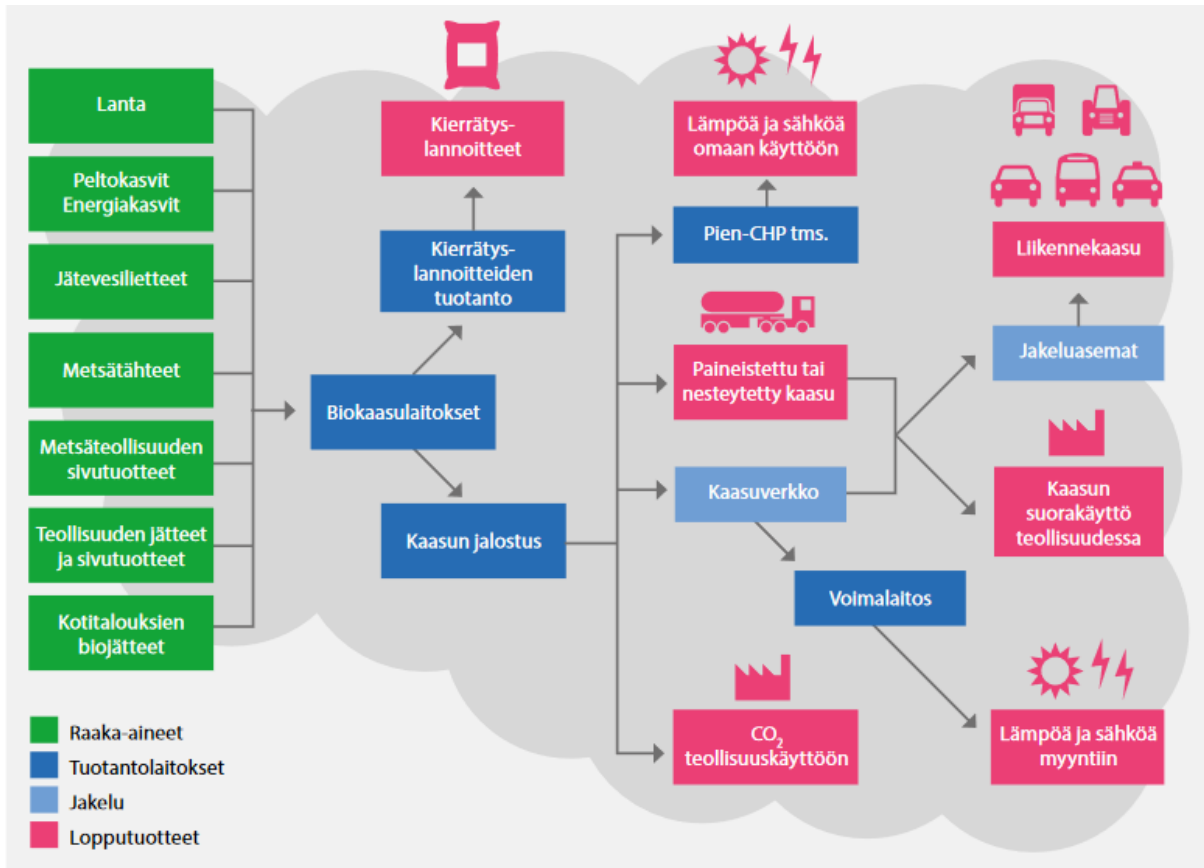 Lanta
Peltokasvit
Energiakasvit
Jätevesilietteet
Metsätähteet
Metsäteollisuuden
sivutuotteet
Teollisuuden jätteet
ja sivutuotteet
Kotitalouksien
biojätteet
Raaka-aineet
Tuotantolaitokset
Jakelu
Lopputuotteet
Kierrätys-
lannoitteet
Kierrätys-
lannoitteiden
tuotanto
Biokaasulaitokset
Kaasun jalostus
Lämpöä ja sähköä
omaan käyttöön
Pien-CHP tms.
Paineistettu tai
nesteytetty kaasu
Kaasuverkko
Voimalaitos
CO₂
teollisuuskäyttöön
Liikennekaasu
Jakeluasemat
Kaasun
suorakäyttö
teollisuudessa
Lämpöä ja sähköä
myyntiin